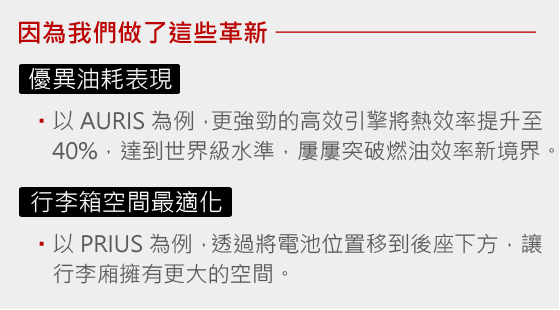 因為我們做了這些革新
優異油耗表現
・以 AURIS 為例，更強勁的高效引擎將熱效率提升至
40%，達到世界級水準，屢屢突破燃油效率新境界。
行李箱空間最適化
・以 PRIUS 為例，透過將電池位置移到後座下方，讓
行李廂擁有更大的空間。